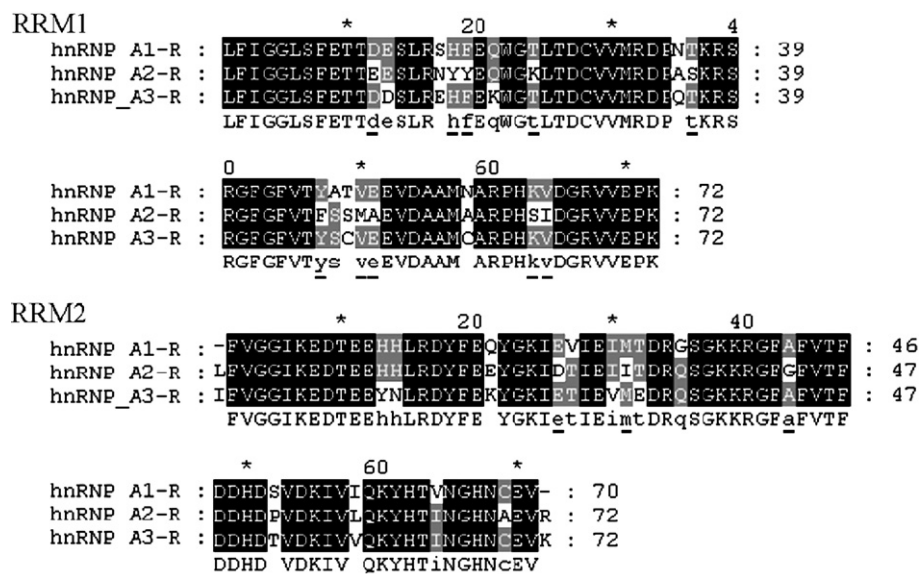 RRM1
* 20 * 4
hnRNP A1-R : LFIGGLSFETTDESLRSHFEQWGTLTDCVVMRDPNTKRS : 39
hnRNP A2-R : LFIGGLSFETTEESLRNYYEQWGKLTDCVVMRDPASKRS : 39
hnRNP_A3-R : LFIGGLSFETTDDSLREHFEKWGTLTDCVVMRDPQTKRS : 39
LFIGGLSFETTdeSLR hfEqWGtLTDCVVMRDP tKRS
0 * 60 *
hnRNP A1-R : RGFGFVTYATVEEVDAAMNARPHKVDGRVVEPK : 72
hnRNP A2-R : RGFGFVTFSSMAEVDAAMAARPHSIDGRVVEPK : 72
hnRNP A3-R : RGFGFVTYSCVEEVDAAMCARPHKVDGRVVEPK : 72
RGFGFVTys veEVDAAM ARPHkvDGRVVEPK
RRM2
* 20 * 40
hnRNP A1-R : -FVGGIKEDTEEHHLRDYFEQYGKIEVIEIMTDRGSGKKRGFAFVTF : 46
hnRNP A2-R : LFVGGIKEDTEEHHLRDYFEEYGKIDTIEIITDRQSGKKRGFGFVTF : 47
hnRNP_A3-R : IFVGGIKEDTEEYNLRDYFEKYGKIETIEVMEDRQSGKKRGFAFVTF : 47
FVGGIKEDTEEhhLRDYFE YGKIetIEimtDRqSGKKRGFaFVTF
* 60 *
hnRNP A1-R : DDHDSVDKIVIQKYHTVNGHNCEV- : 70
hnRNP A2-R : DDHDPVDKIVLQKYHTINGHNAEVR : 72
hnRNP A3-R : DDHDTVDKIVVQKYHTINGHNCEVK : 72
DDHD VDKIV QKYHTiNGHNcEV